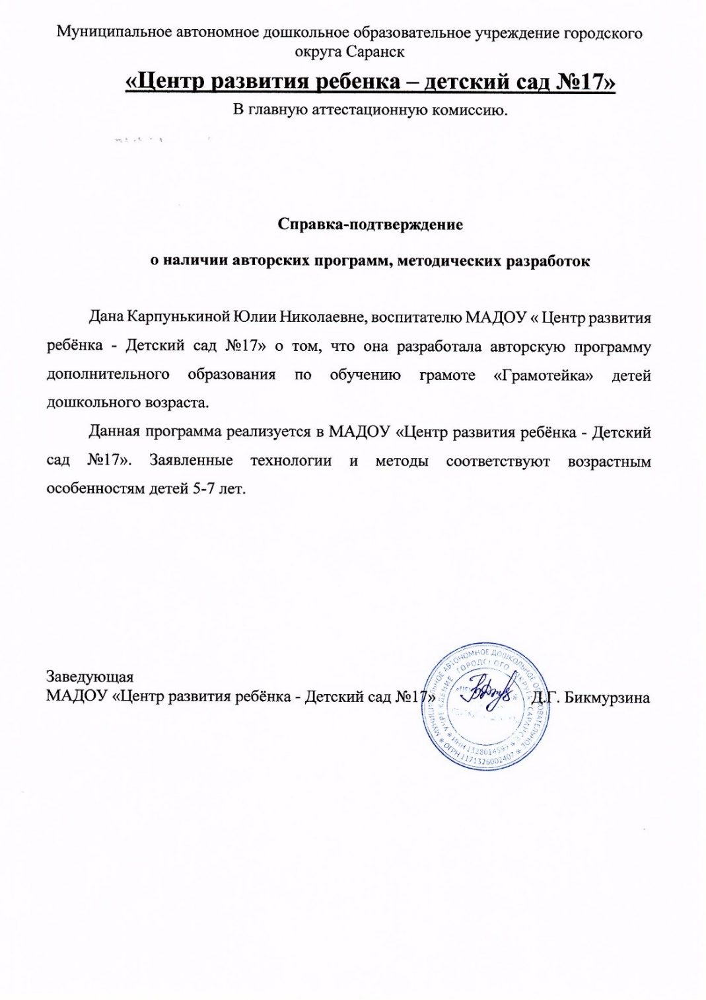 Муниципальное автономное дошкольное образовательное учреждение городского
округа Саранск
«Центр развития ребенка – детский сад №17»
В главную аттестационную комиссию.
Справка-подтверждение
о наличии авторских программ, методических разработок
Дана Карпунькиной Юлии Николаевне, воспитателю МАДОУ « Центр развития
ребёнка - Детский сад №17» о том, что она разработала авторскую программу
дополнительного образования по обучению грамоте «Грамотейка» детей
дошкольного возраста.
Данная программа реализуется в МАДОУ «Центр развития ребёнка - Детский
сад №17». Заявленные технологии и методы соответствуют возрастным
особенностям детей 5-7 лет.
Заведующая
МАДОУ «Центр развития ребёнка - Детский сад №17» Д.Г. Бикмурзина
МУНИЦИПАЛЬНОЕ АВТОНОМНОЕ ДОШКОЛЬНОЕ ОБРАЗОВАТЕЛЬНОЕ
УЧРЕЖДЕНИЕ ГОРОДСКОГО ОКРУГА САРАНСК
ОГРН 1171326002407
ИНН